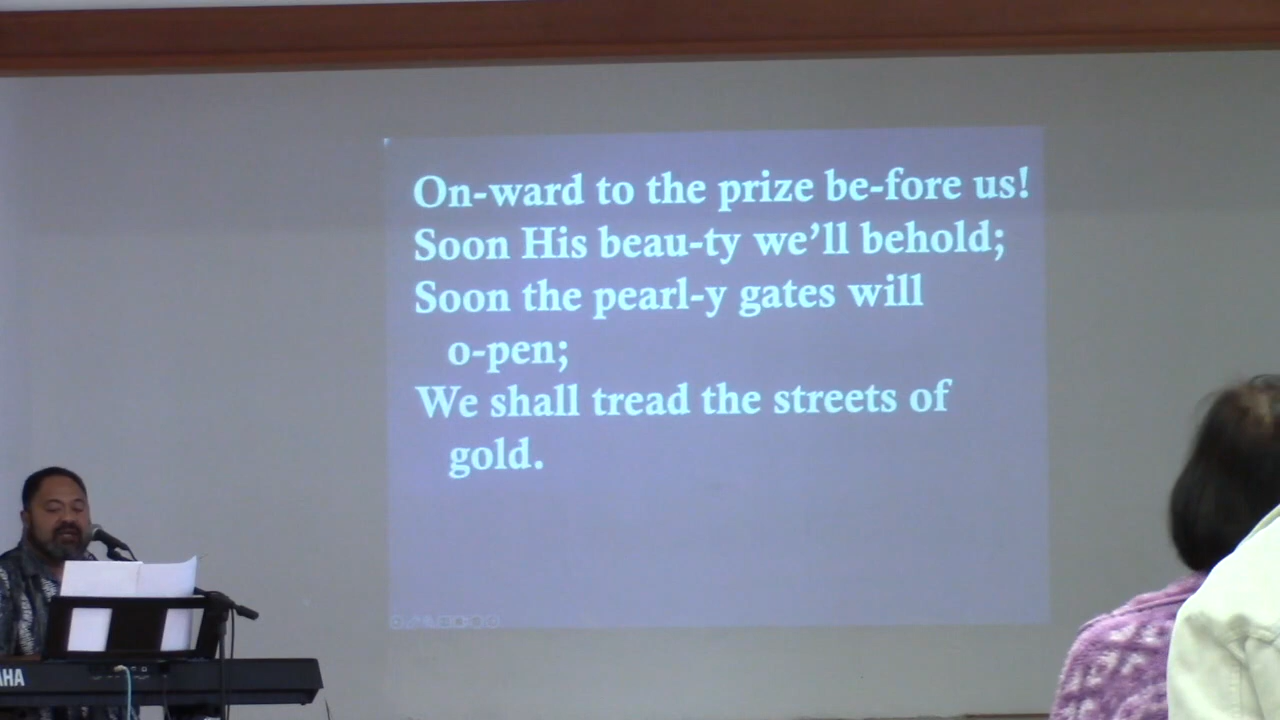 On-ward to the prize be-fore us!
Soon His beau-ty we’ll behold;
Soon the pearl-y gates will
o-pen;
We shall tread the streets of
gold.
AHA